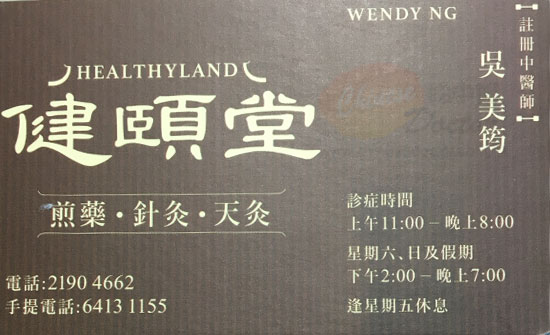 WENDY NG
註冊中醫師
吳美筠
HEALTHYLAND
健頤堂
煎藥·針灸·天灸
診症時間
上午11:00 – 晚上8:00
星期六、日及假期
下午2:00 – 晚上7:00
逢星期五休息
電話:2190 4662
手提電話:6413 1155